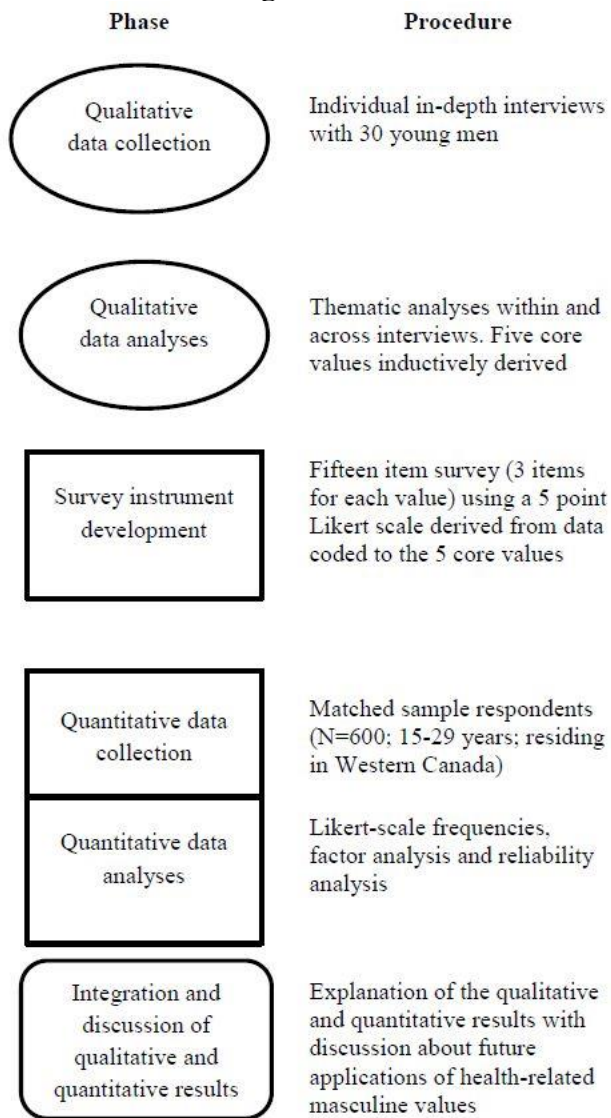 Phase Procedure
Qualitative
data collection
Individual in-depth interviews
with 30 young men
Qualitative
data analyses
Thematic analyses within and
across interviews. Five core
values inductively derived
Survey instrument
development
Fifteen item survey (3 items
for each value) using a 5 point
Likert scale derived from data
coded to the 5 core values
Quantitative data
collection
Matched sample respondents
(N=600; 15-29 years; residing
in Western Canada)
Quantitative data
analyses
Likert-scale frequencies,
factor analysis and reliability
analysis
Integration and
discussion of
qualitative and
quantitative results
Explanation of the qualitative
and quantitative results with
discussion about future
applications of health-related
masculine values